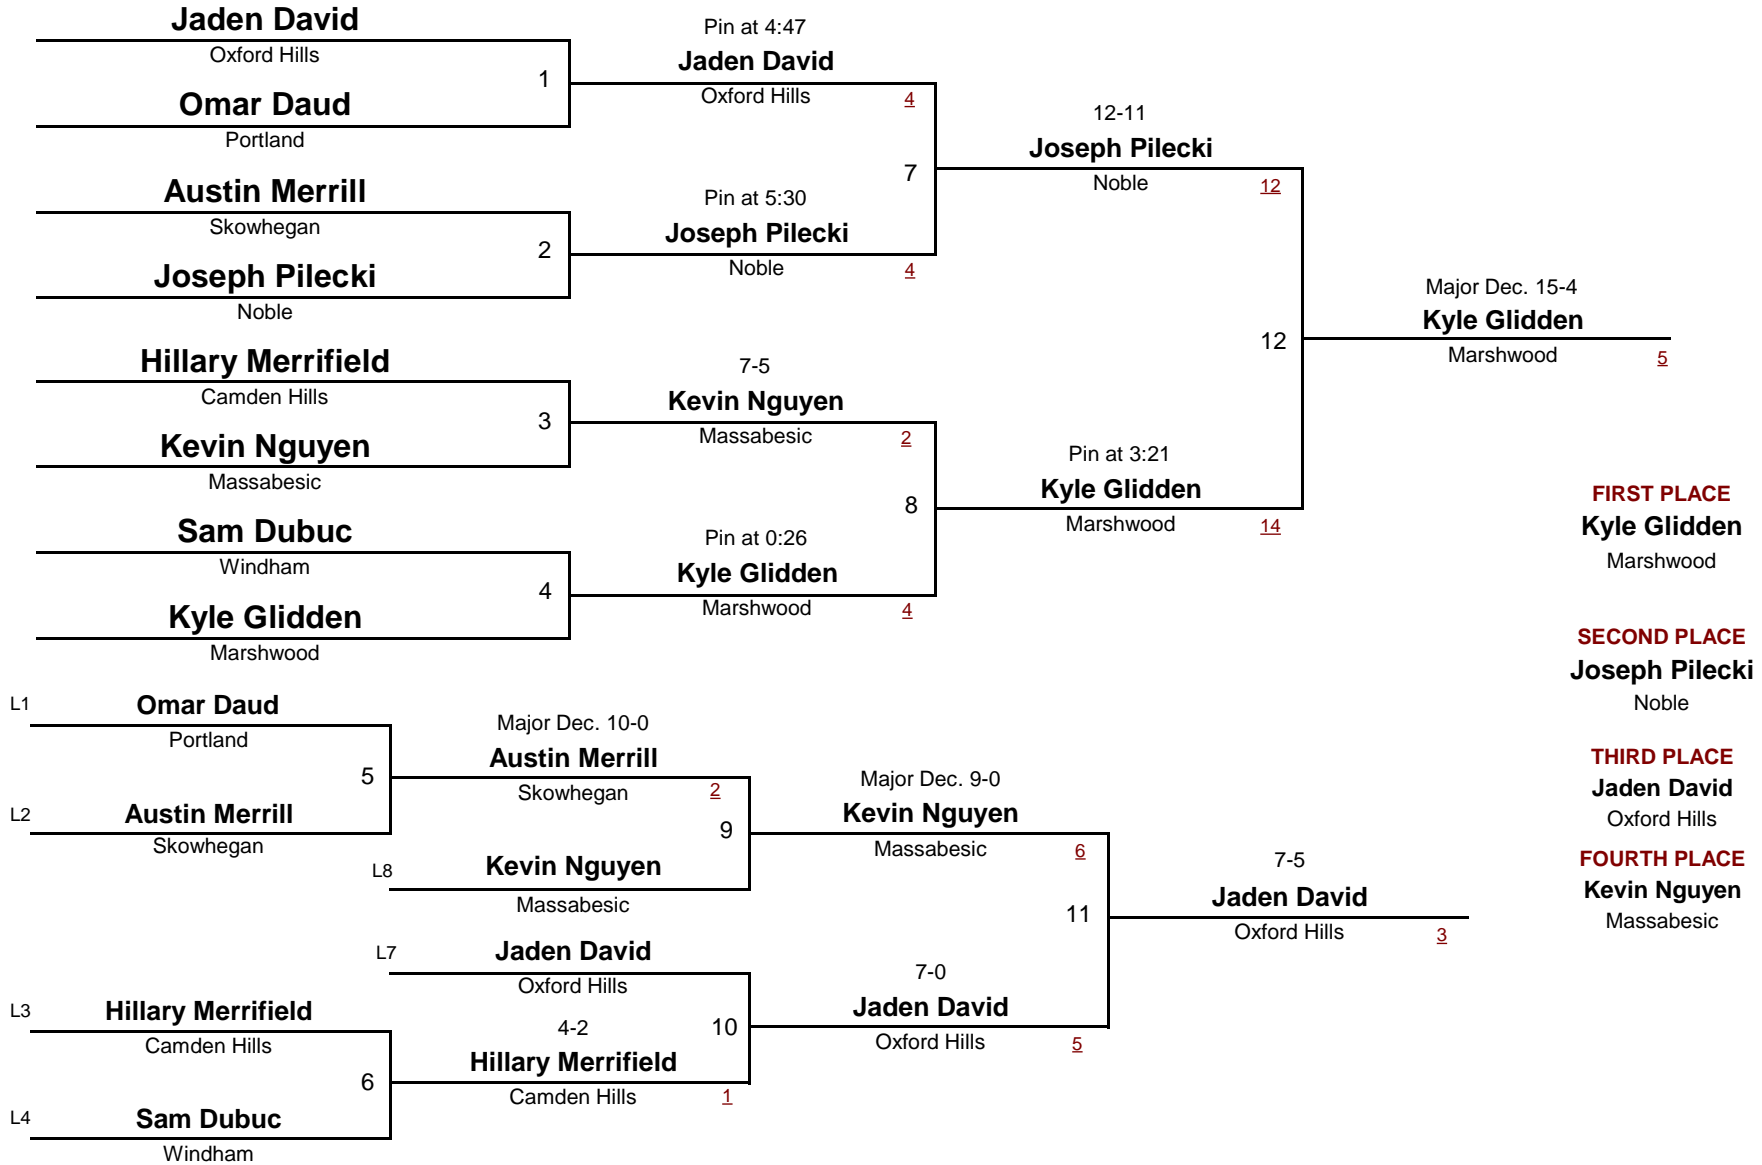 Jaden David
Oxford Hills
1
Omar Daud
Portland
Austin Merrill
Skowhegan
2
Joseph Pilecki
Noble
Hillary Merrifield
Camden Hills
3
Kevin Nguyen
Massabesic
Sam Dubuc
Windham
4
Kyle Glidden
Marshwood
Pin at 4:47
Jaden David
Oxford Hills 4
7
Pin at 5:30
Joseph Pilecki
Noble 4
7-5
Kevin Nguyen
Massabesic 2
8
Pin at 0:26
Kyle Glidden
Marshwood 4
12-11
Joseph Pilecki
Noble 12
12
Pin at 3:21
Kyle Glidden
Marshwood 14
Major Dec. 15-4
Kyle Glidden
Marshwood 5
FIRST PLACE
Kyle Glidden
Marshwood
SECOND PLACE
Joseph Pilecki
Noble
THIRD PLACE
Jaden David
Oxford Hills
FOURTH PLACE
Kevin Nguyen
Massabesic
L1 Omar Daud
Portland
5
L2 Austin Merrill
Skowhegan
L3 Hillary Merrifield
Camden Hills
6
L4 Sam Dubuc
Windham
Major Dec. 10-0
Austin Merrill
Skowhegan 2
9
L8 Kevin Nguyen
Massabesic
L7 Jaden David
Oxford Hills
4-2 10
Hillary Merrifield
Camden Hills 1
Major Dec. 9-0
Kevin Nguyen
Massabesic 6
11
7-0
Jaden David
Oxford Hills 5
7-5
Jaden David
Oxford Hills 3